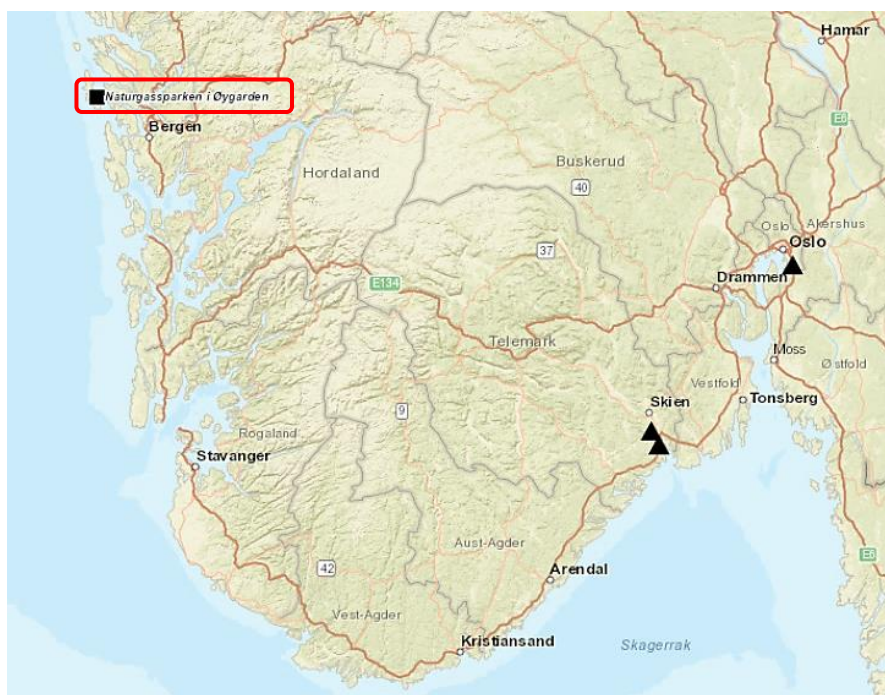 Hamar
Naturgassparken i Øygarden
E6
Bergen
Buskerud
Hordaland
40
Oslo
Akershus
Oslo
37
Drammen
E134
Telemark
Moss
Østfold
Vestfold
9
Skien
Tonsberg
Rogaland
Stavanger
Aust-Agder
E6
42
Arendal
Vest-Agder
Kristiansand
Skagerrak